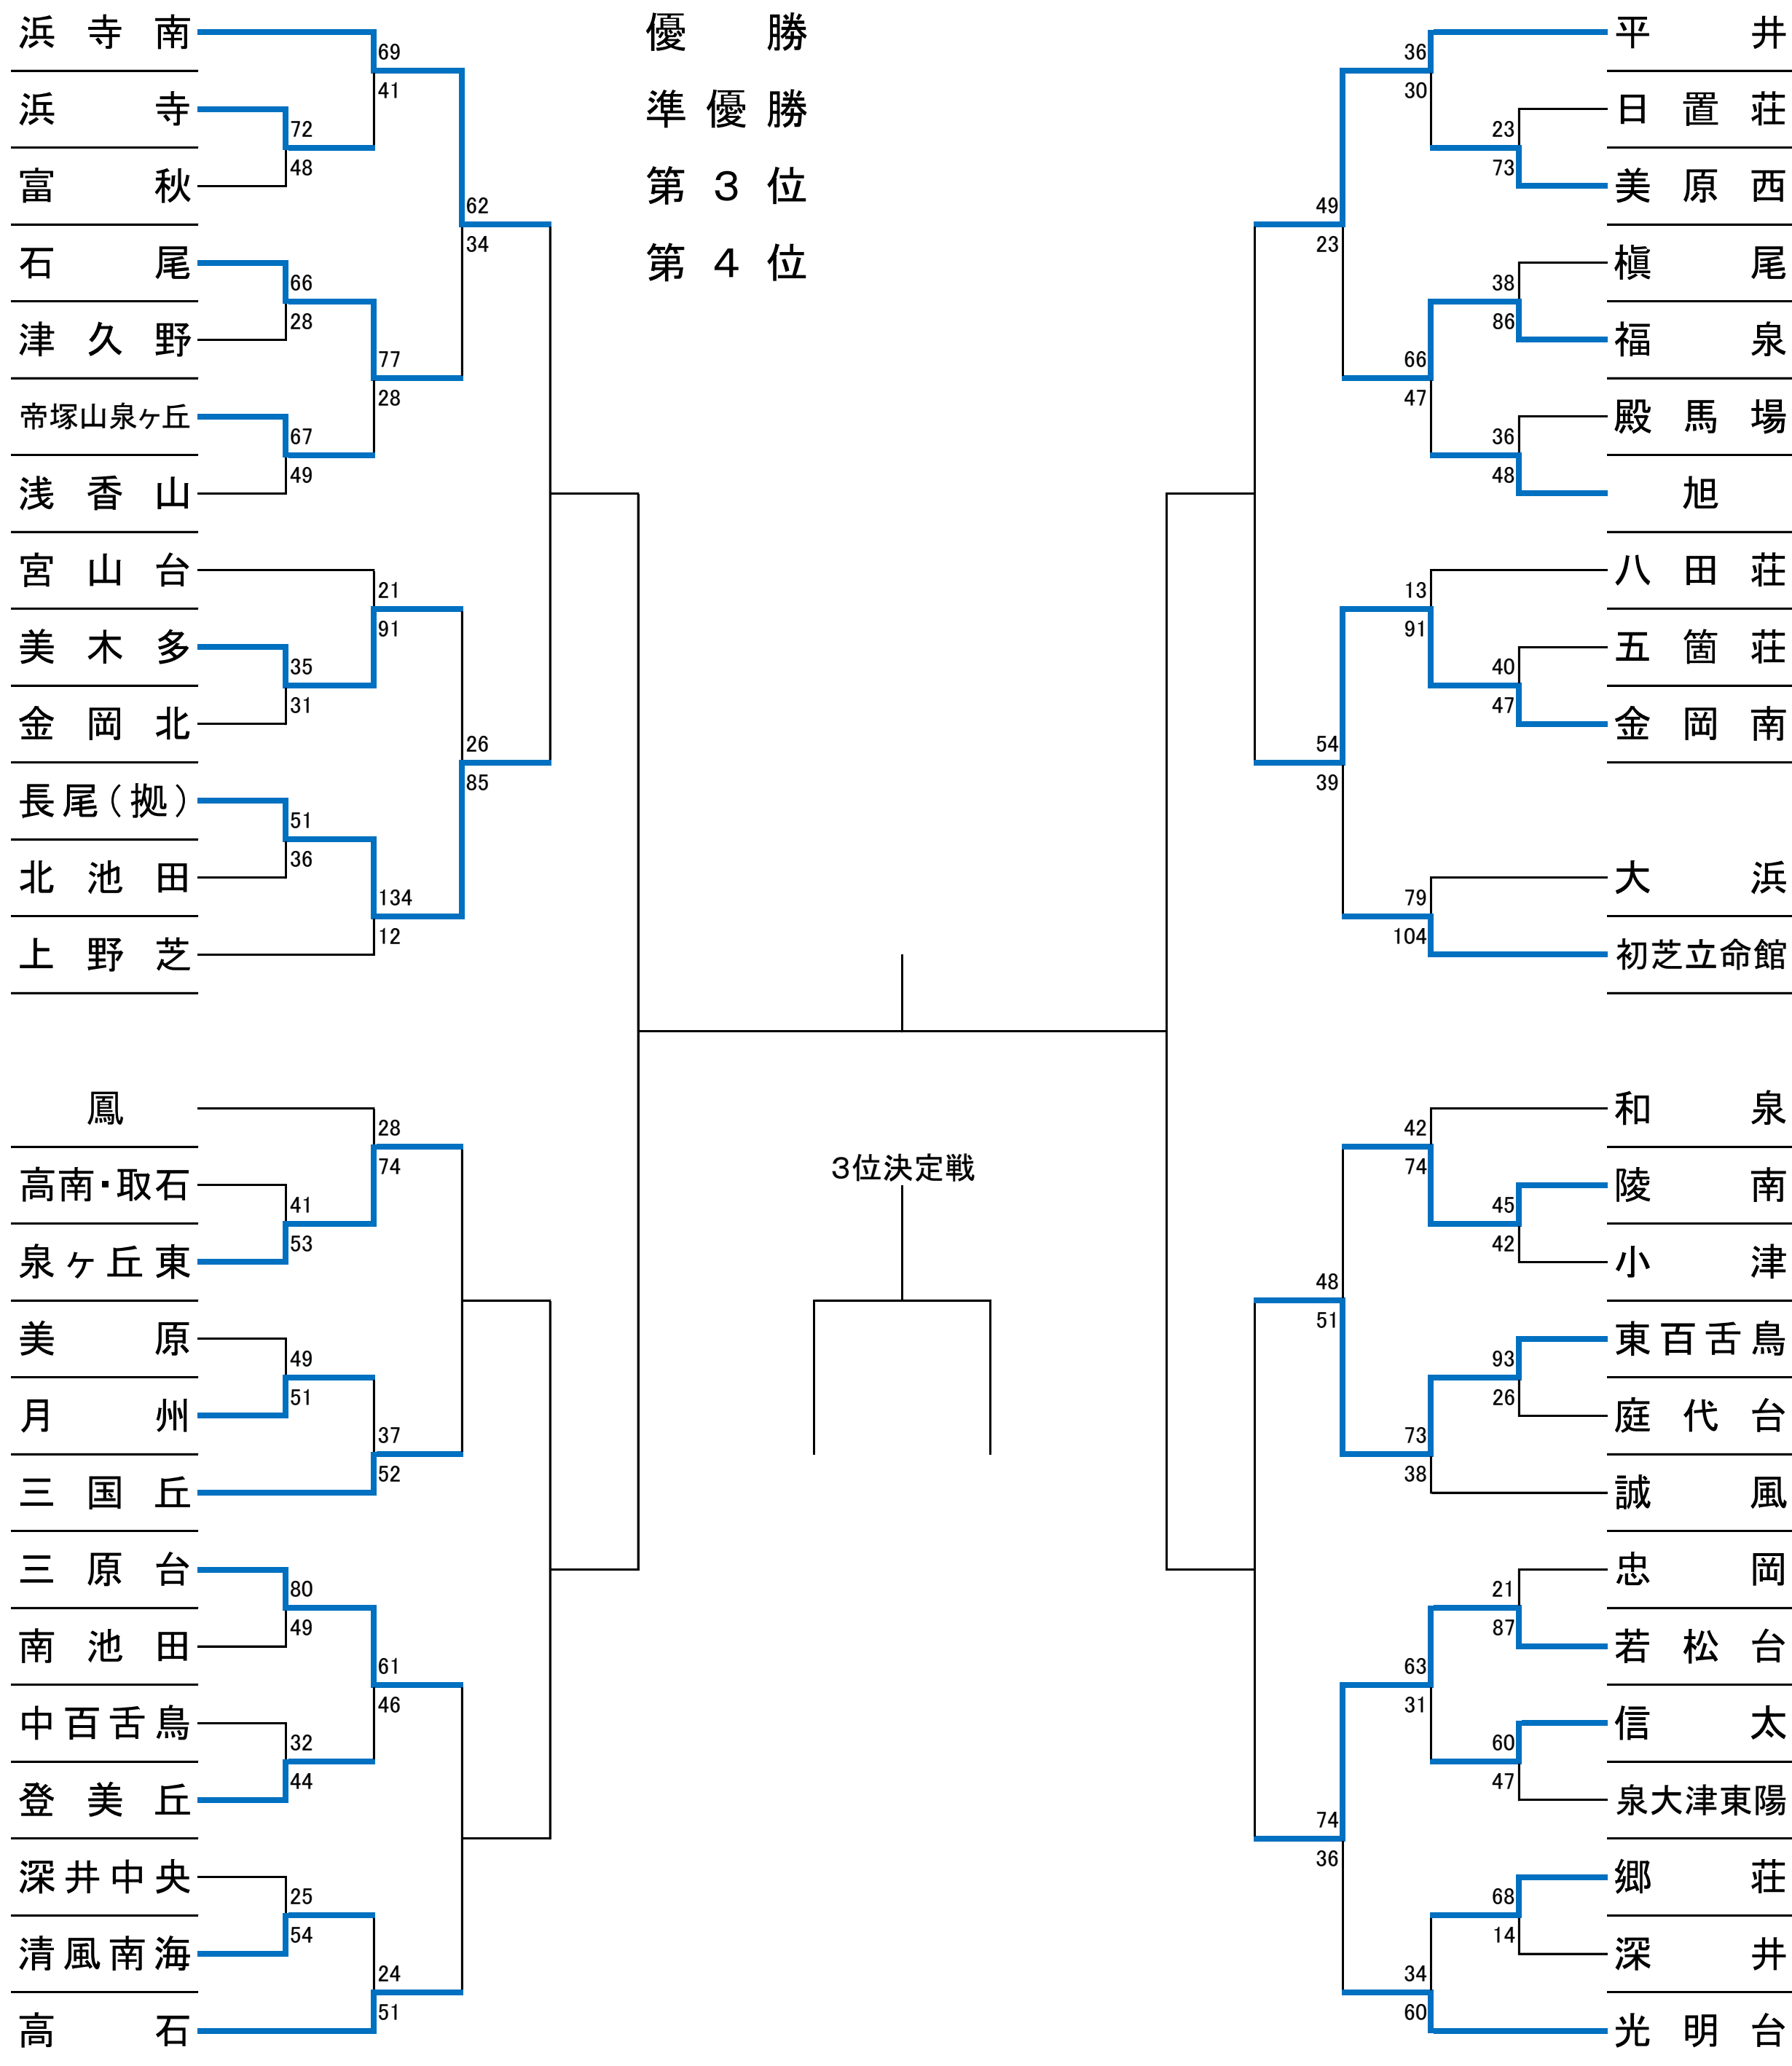 浜寺南
69
41
浜寺
72
48
富秋
62
34
石尾
66
28
津久野
77
28
帝塚山泉ヶ丘
67
49
浅香山
宮山台
21
91
美木多
35
31
金岡北
26
85
長尾(拠)
51
36
北池田
134
12
上野芝
鳳
28
74
高南・取石
41
53
泉ヶ丘東
美原
49
51
月州
37
52
三国丘
三原台
80
49
南池田
61
46
中百舌鳥
32
44
登美丘
深井中央
25
54
清風南海
24
51
高石
優勝
準優勝
第3位
第4位
3位決定戦
平井
36
30
日置荘
23
73
美原西
49
23
槇尾
38
86
福泉
66
47
殿馬場
36
48
旭
八田荘
13
91
五箇荘
40
47
金岡南
54
39
大浜
79
104
初芝立命館
和泉
42
74
陵南
45
42
小津
48
51
東百舌鳥
93
26
庭代台
73
38
誠風
忠岡
21
87
若松台
63
31
信太
60
47
泉大津東陽
74
36
郷荘
68
14
深井
34
60
光明台